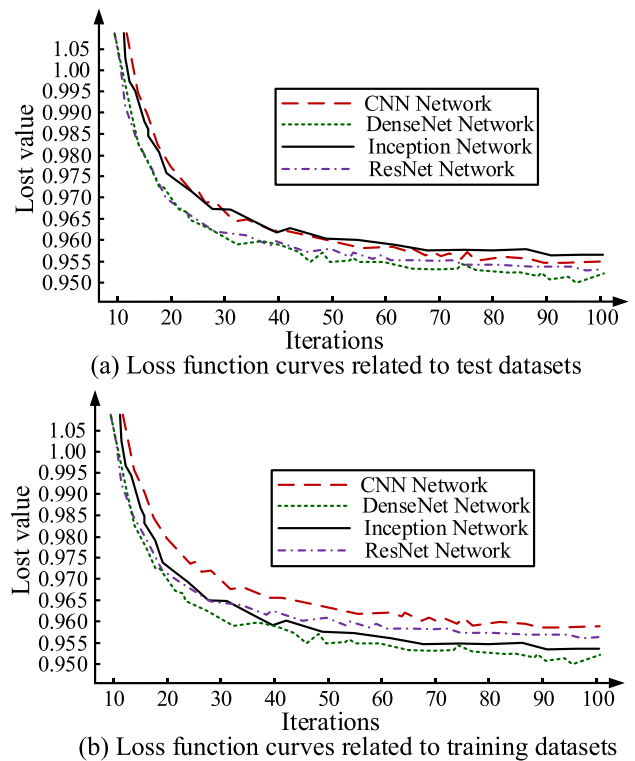 Lost value
1.05
1.00
0.995
0.990
0.985
0.980
0.975
0.970
0.965
0.960
0.955
0.950
CNN Network
DenseNet Network
Inception Network
ResNet Network
10 20 30 40 50 60 70 80 90 100
Iterations
(a) Loss function curves related to test datasets
Lost value
1.05
1.00
0.995
0.990
0.985
0.980
0.975
0.970
0.965
0.960
0.955
0.950
CNN Network
DenseNet Network
Inception Network
ResNet Network
10 20 30 40 50 60 70 80 90 100
Iterations
(b) Loss function curves related to training datasets